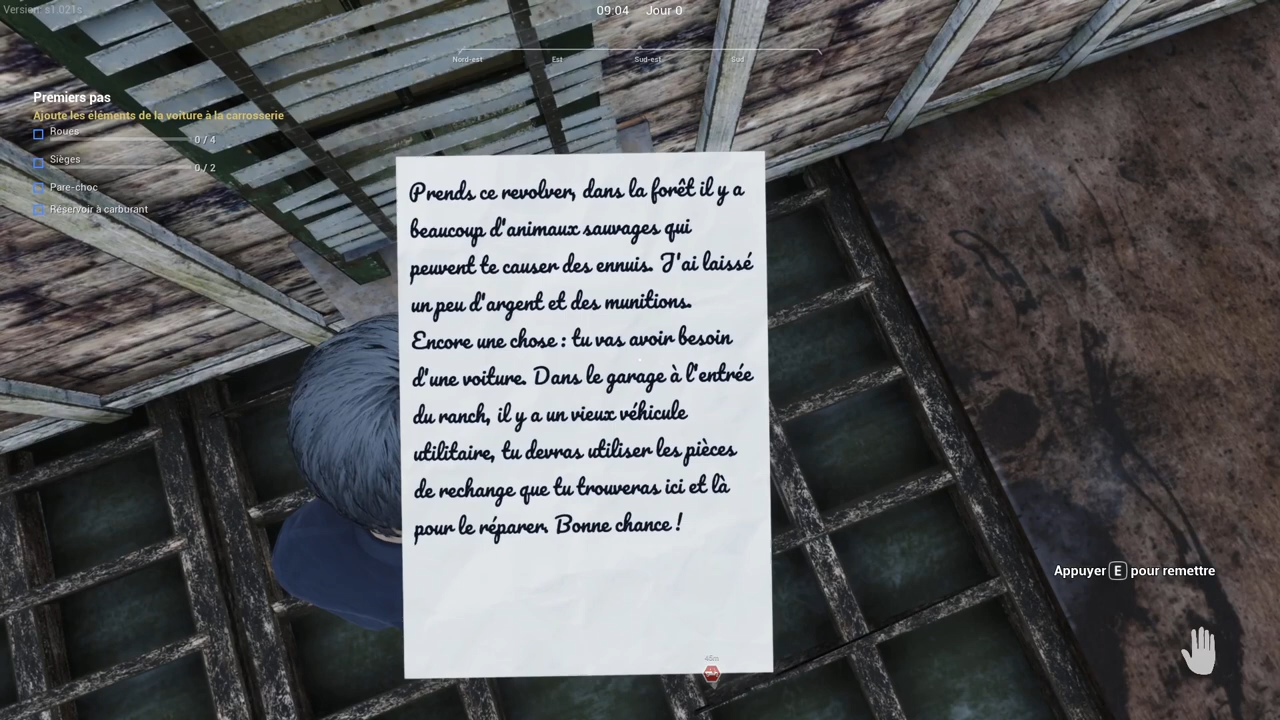 Version: s1.021s
09:04 Jour 0
Nord-est Est Sud-est Sud
Premiers pas
Ajoute les éléments de la voiture à la carrosserie
Roues
0 / 4
Sièges
0 / 2
Pare-choc
Réservoir à carburant
Prends ce revolver, dans la forêt il y a
beaucoup d'animaux sauvages qui
peuvent te causer des ennuis. J'ai laissé
un peu d'argent et des munitions.
Encore une chose : tu vas avoir besoin
d'une voiture. Dans le garage à l'entrée
du ranch, il y a un vieux véhicule
utilitaire, tu devras utiliser les pièces
de rechange que tu trouveras ici et là
pour le réparer. Bonne chance !
Appuyer E pour remettre
45m